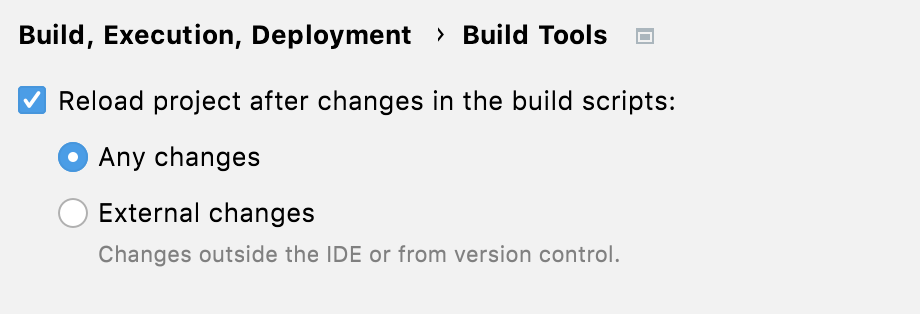 Build, Execution, Deployment › Build Tools
Reload project after changes in the build scripts:
Any changes
External changes
Changes outside the IDE or from version control.